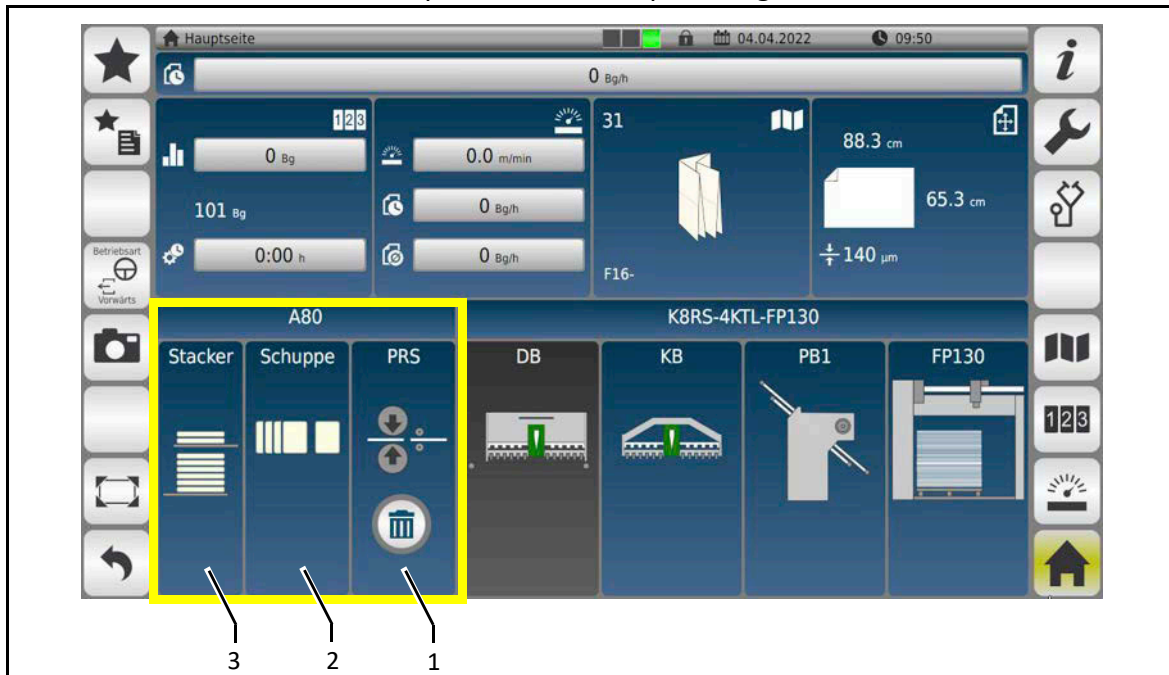 Hauptseite 04.04.2022 09:50
0 Bg/h
123
0 Bg
101 Bg
0:00 h
0.0 m/min
0 Bg/h
0 Bg/h
31
F16-
88.3 cm
65.3 cm
140 µm
Betriebsart
Vorwärts
A80 K8RS-4KTL-FP130
Stacker Schuppe PRS DB KB PB1 FP130
i
123
3 2 1